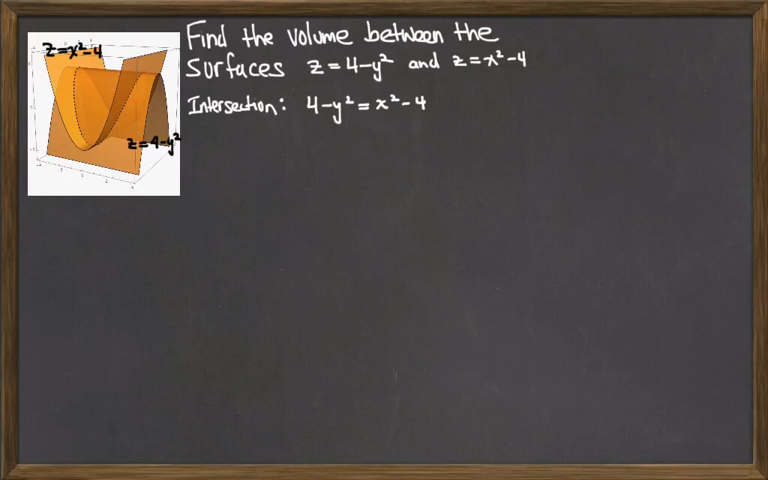 z=x²-4
z=4-y²
Find the volume between the
surfaces z=4-y² and z=x²-4
Intersection: 4-y²=x²-4